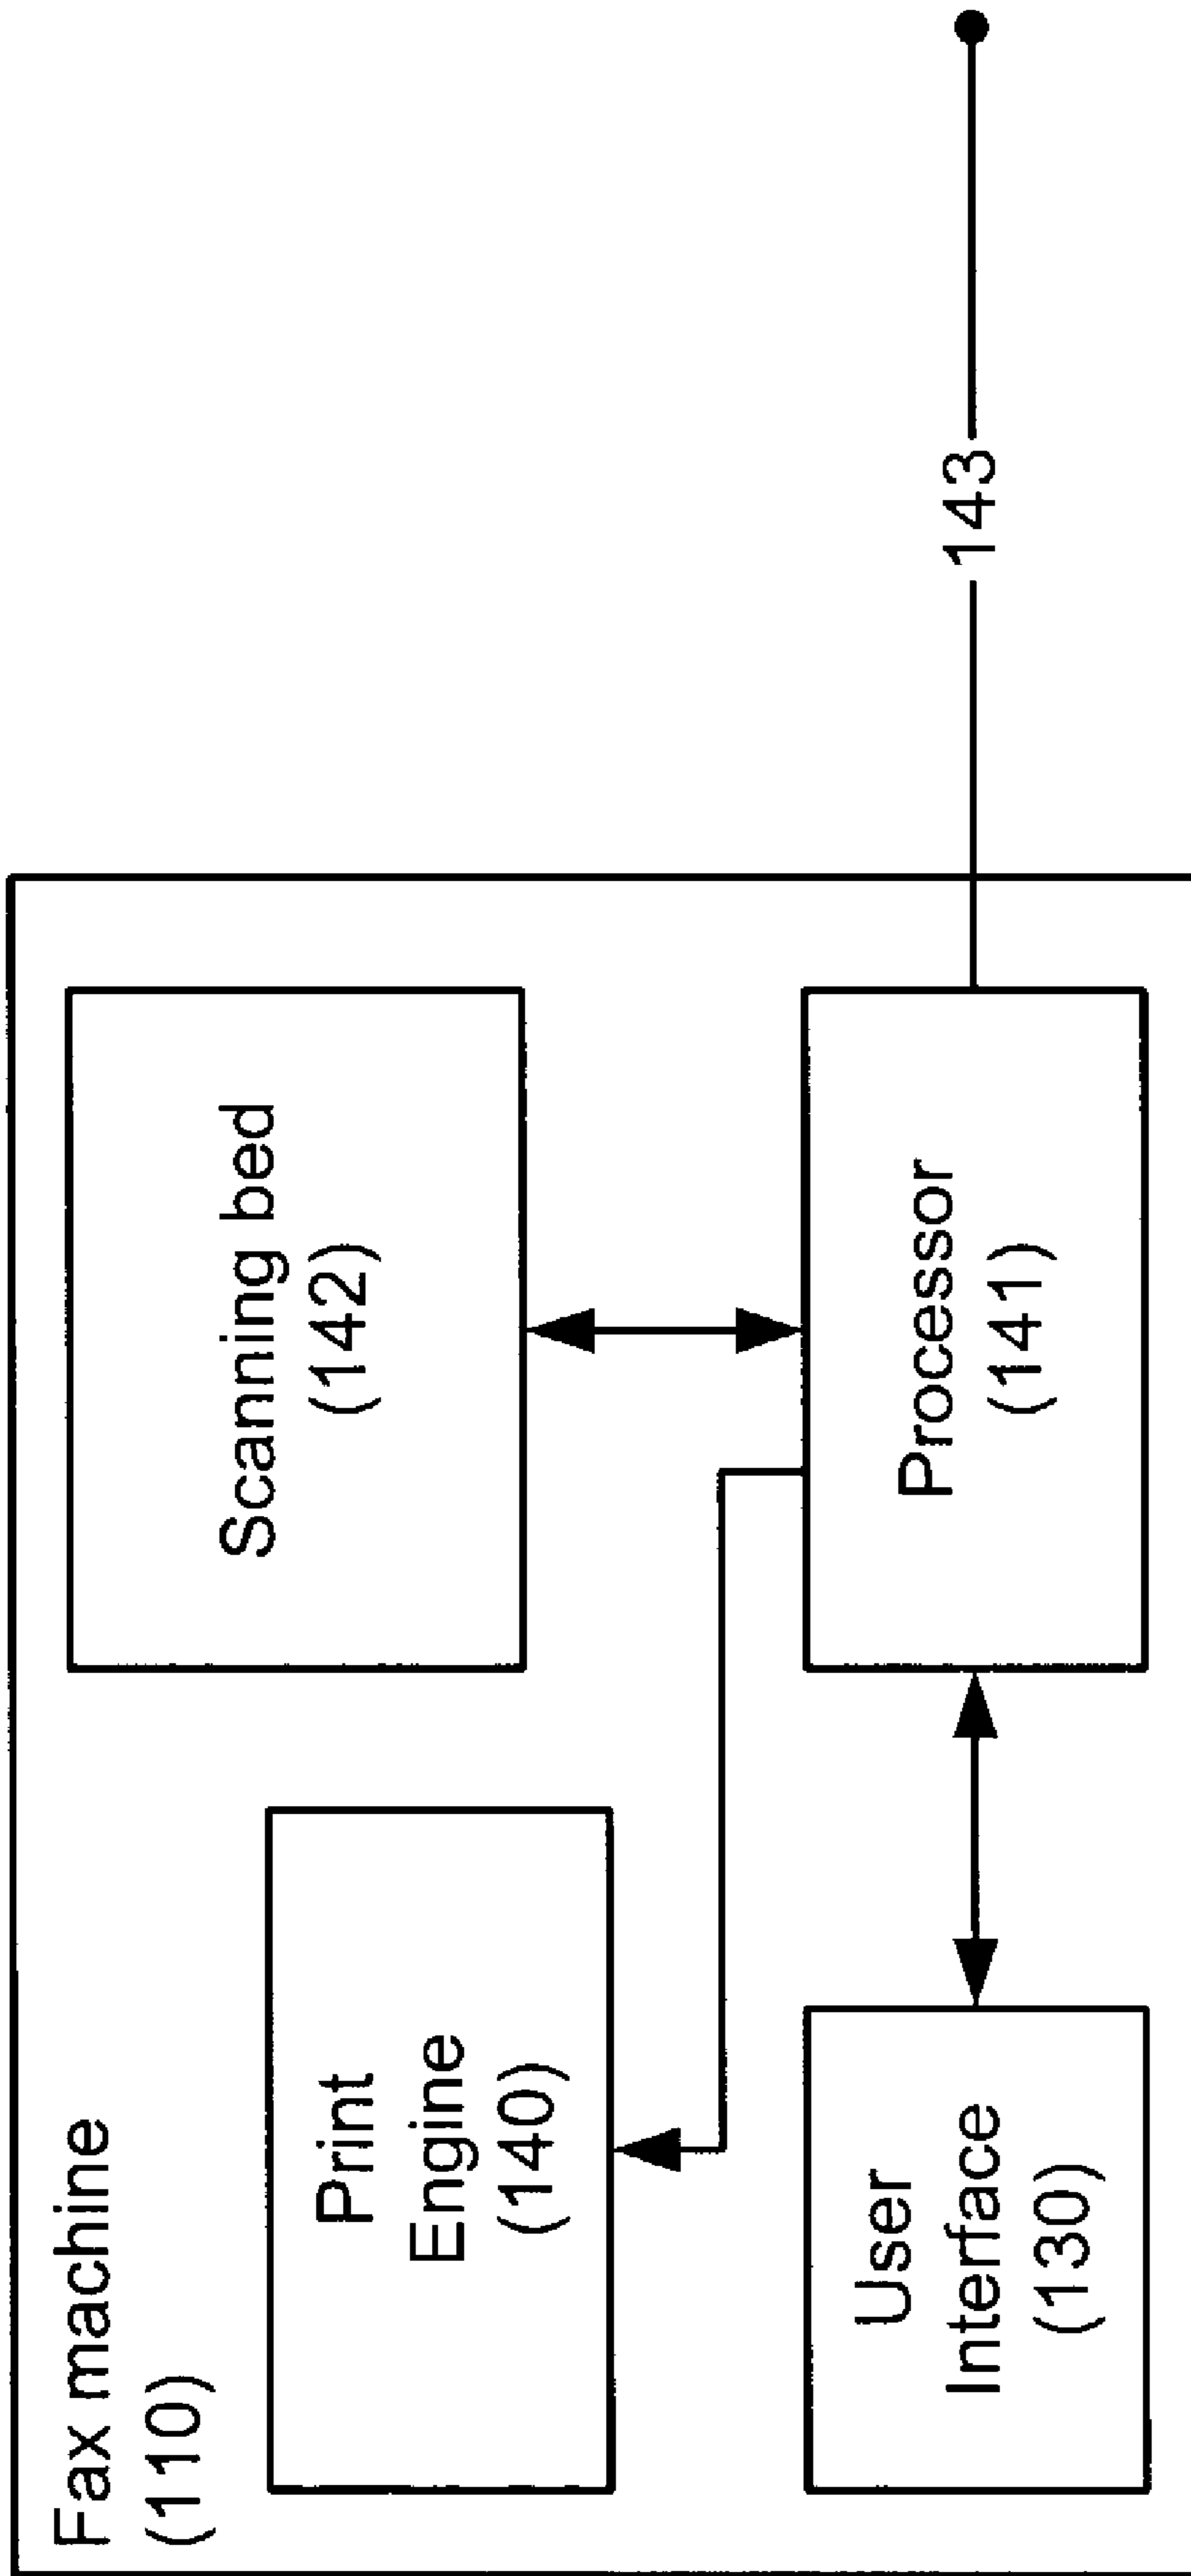 Fax machine
(110)
Print
Engine
(140)
Scanning bed
(142)
User
Interface
(130)
Processor
(141)
143